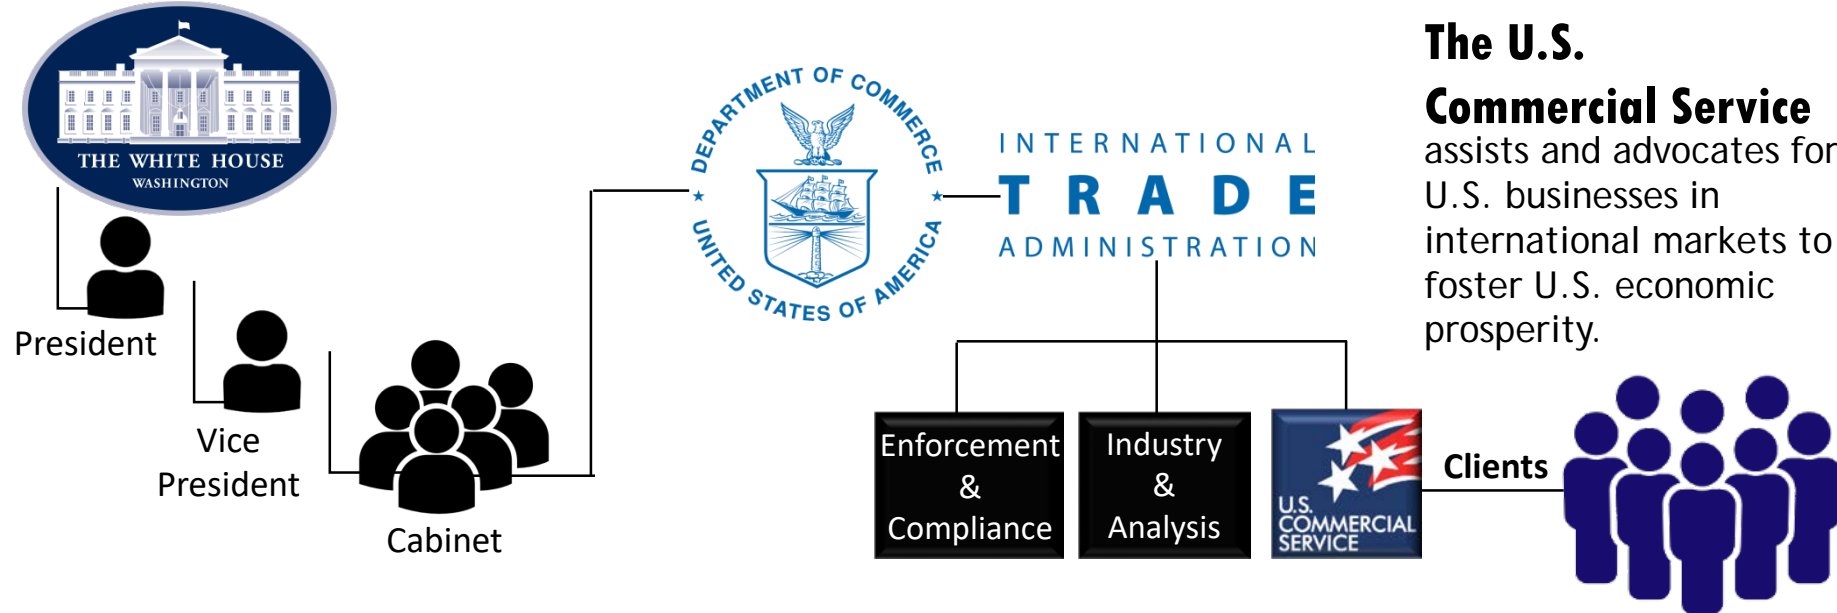 THE WHITE HOUSE
WASHINGTON
President
Vice
President
Cabinet
DEPARTMENT OF COMMERCE
UNITED STATES OF AMERICA
INTERNATIONAL
TRADE
ADMINISTRATION
Enforcement
&
Compliance
Industry
&
Analysis
U.S.
COMMERCIAL
SERVICE
Clients
The U.S.
Commercial Service
assists and advocates for
U.S. businesses in
international markets to
foster U.S. economic
prosperity.